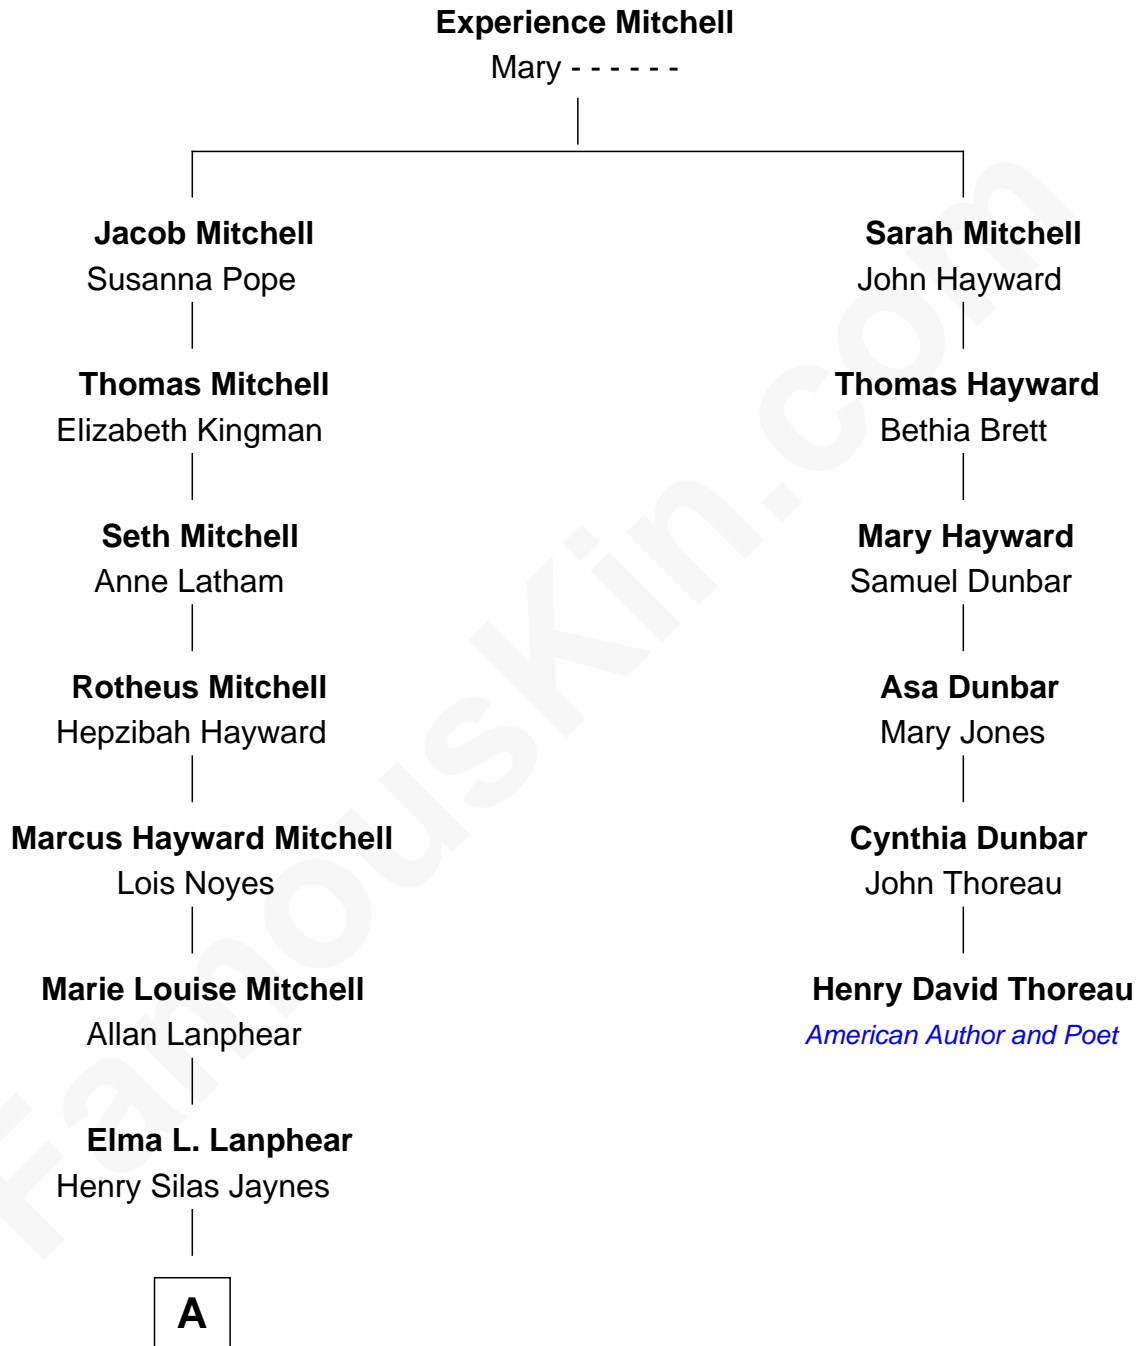 Experience Mitchell
Mary - - - - - -
Jacob Mitchell
Susanna Pope
Thomas Mitchell
Elizabeth Kingman
Seth Mitchell
Anne Latham
Rotheus Mitchell
Hepzibah Hayward
Marcus Hayward Mitchell
Lois Noyes
Marie Louise Mitchell
Allan Lanphear
Elma L. Lanphear
Henry Silas Jaynes
A
Sarah Mitchell
John Hayward
Thomas Hayward
Bethia Brett
Mary Hayward
Samuel Dunbar
Asa Dunbar
Mary Jones
Cynthia Dunbar
John Thoreau
Henry David Thoreau
American Author and Poet
FamousKin.com